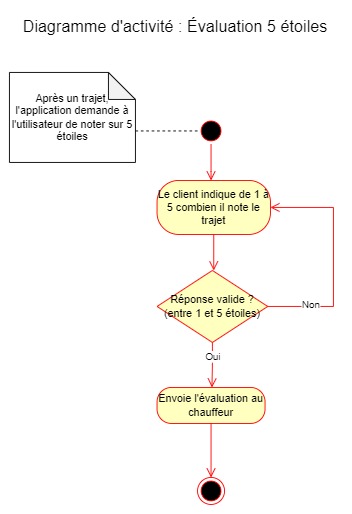 Diagramme d'activité : Évaluation 5 étoiles
Après un trajet,
l'application demande à
l'utilisateur de noter sur 5
étoiles
Le client indique de 1 à
5 combien il note le
trajet
Réponse valide ?
(entre 1 et 5 étoiles)
Non
Oui
Envoie l'évaluation au
chauffeur